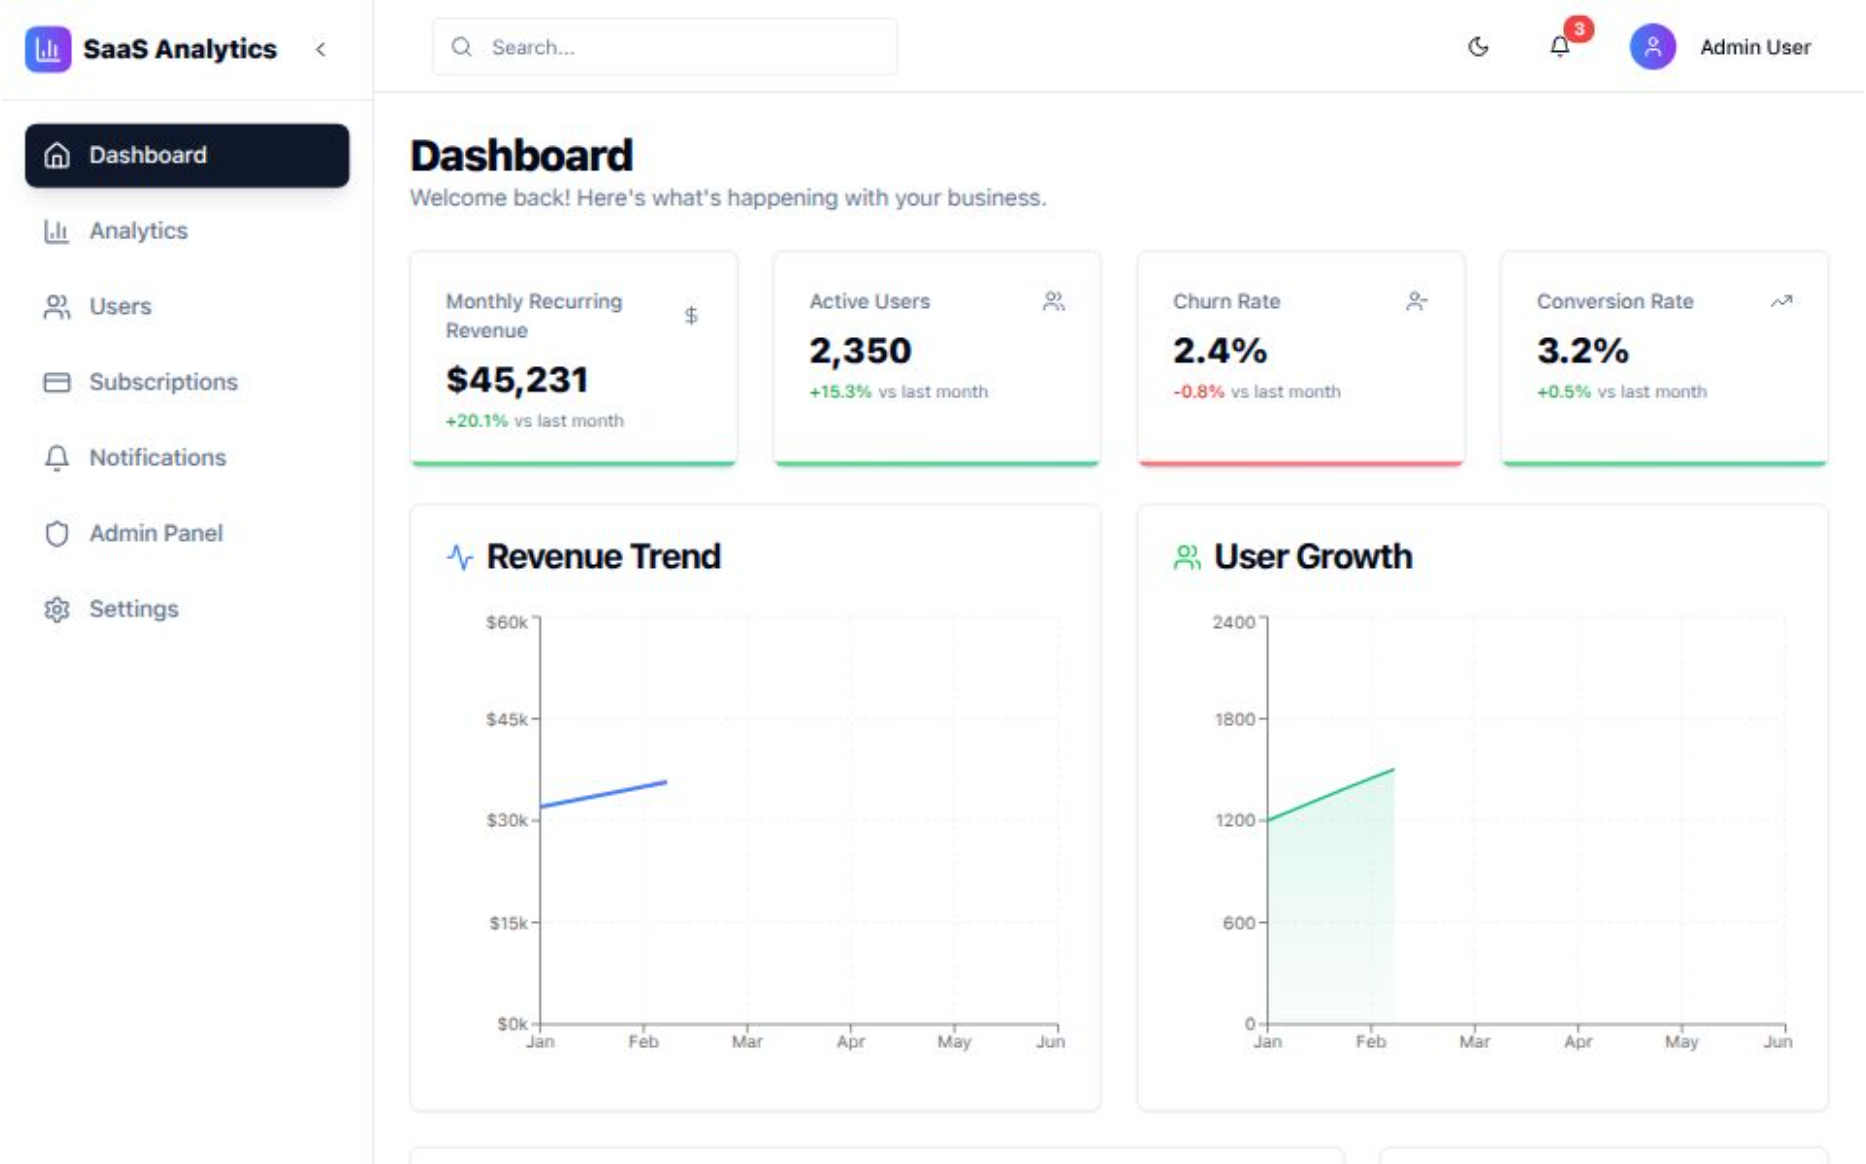 SaaS Analytics
Search...
3
Admin User
Dashboard
Analytics
Users
Subscriptions
Notifications
Admin Panel
Settings
Dashboard
Welcome back! Here's what's happening with your business.
Monthly Recurring
Revenue
$45,231
+20.1% vs last month
Active Users
2,350
+15.3% vs last month
Churn Rate
2.4%
-0.8% vs last month
Conversion Rate
3.2%
+0.5% vs last month
Revenue Trend
$60k
$45k
$30k
$15k
$0k
Jan Feb Mar Apr May Jun
User Growth
2400
1800
1200
600
0
Jan Feb Mar Apr May Jun